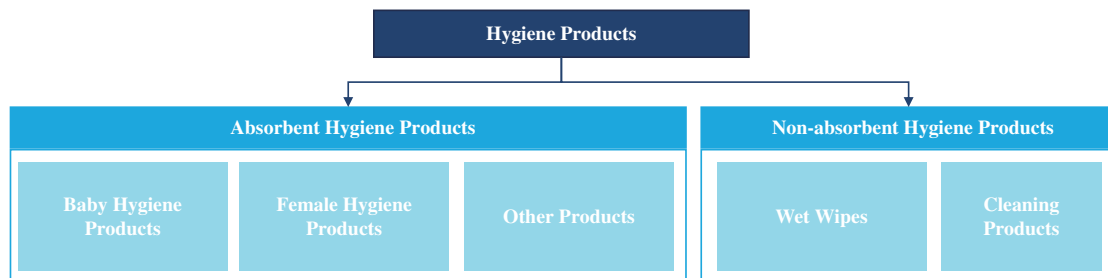 Hygiene Products
Absorbent Hygiene Products
Non-absorbent Hygiene Products
Baby Hygiene
Products
Female Hygiene
Products
Other Products
Wet Wipes
Cleaning
Products